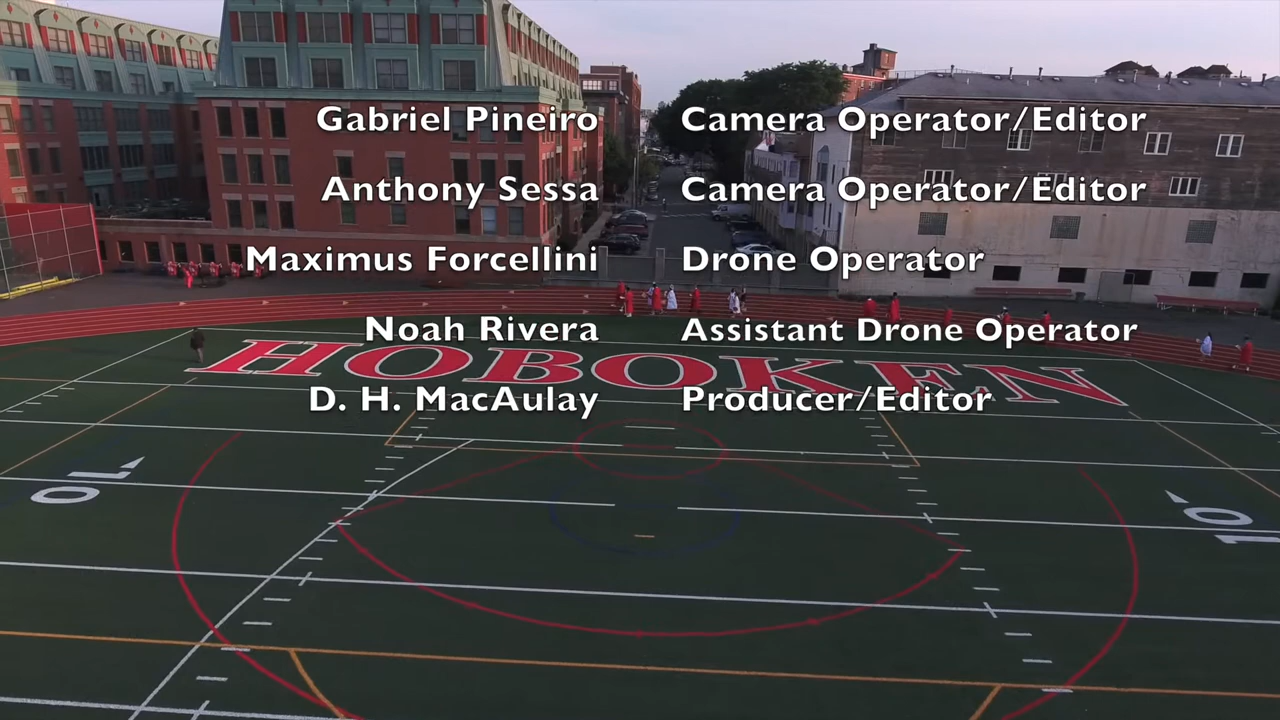 Gabriel Pineiro Camera Operator/Editor
Anthony Sessa Camera Operator/Editor
Maximus Forcellini Drone Operator
Noah Rivera Assistant Drone Operator
HOBOKEN
D. H. MacAulay Producer/Editor
10
10